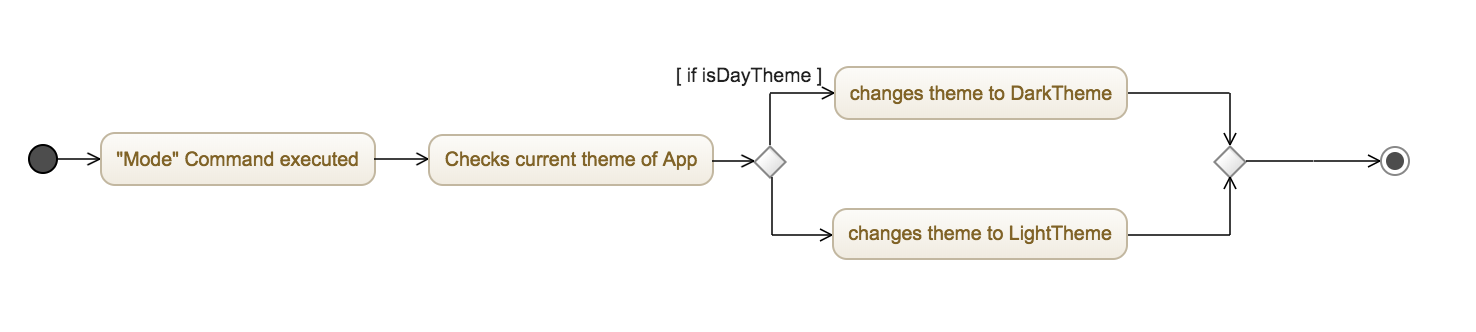 [ if isDayTheme ]
changes theme to DarkTheme
"Mode" Command executed
Checks current theme of App
changes theme to LightTheme